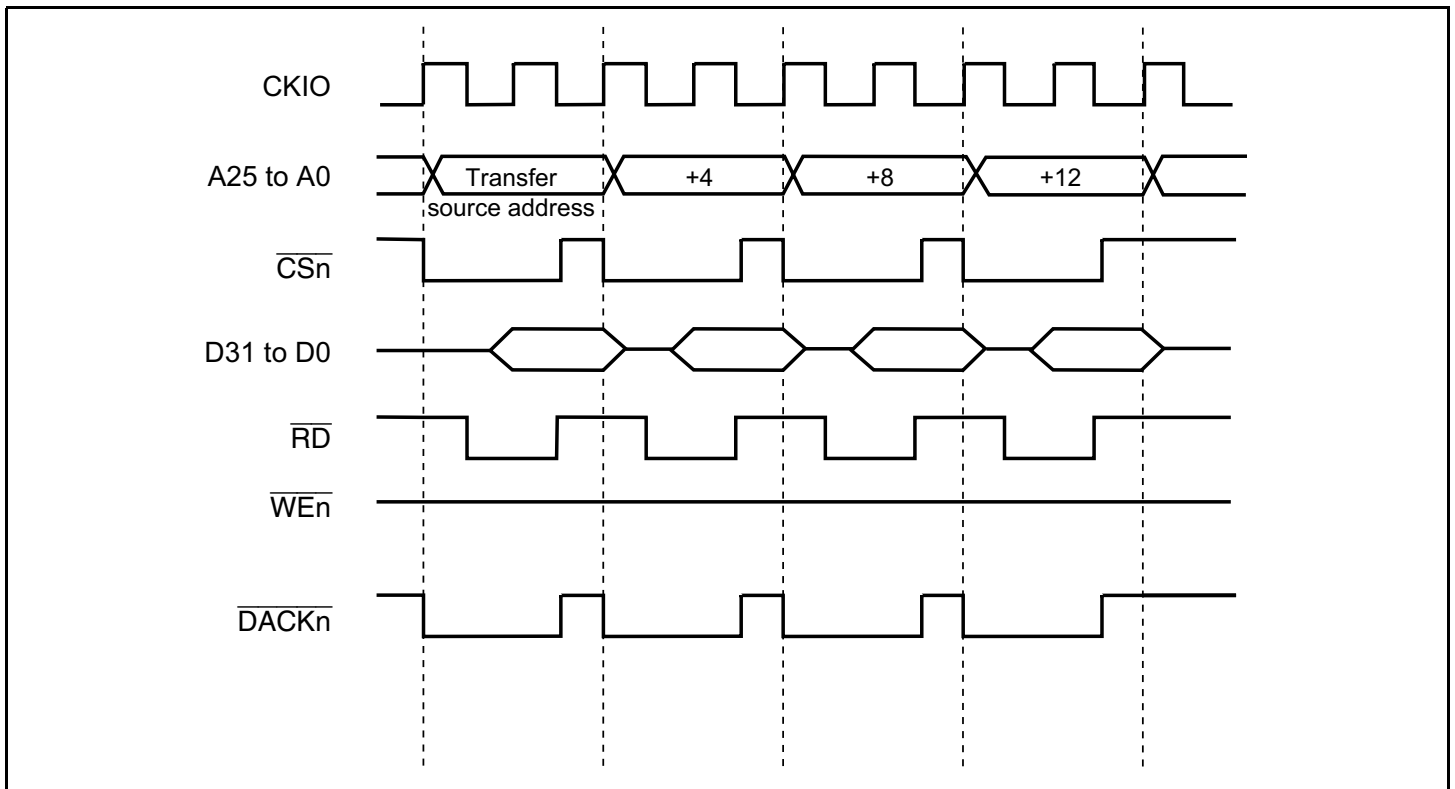 CKIO
A25 to A0
Transfer
source address
+4
+8
+12
CSn
D31 to D0
RD
WEn
DACKn